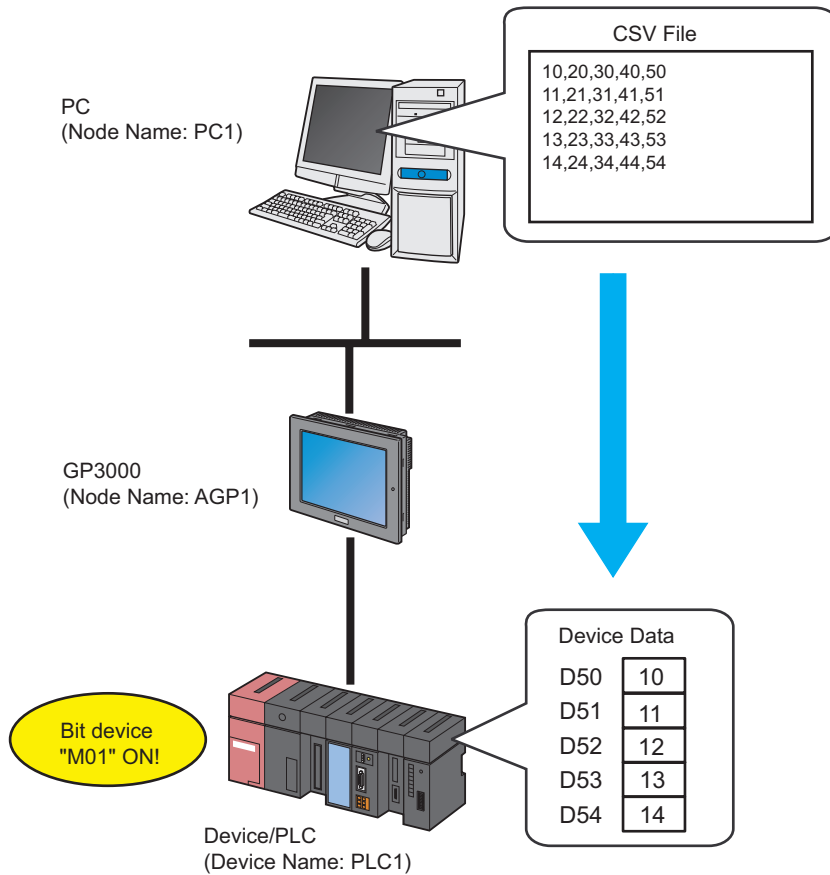 CSV File
10,20,30,40,50
11,21,31,41,51
12,22,32,42,52
13,23,33,43,53
14,24,34,44,54
PC
(Node Name: PC1)
GP3000
(Node Name: AGP1)
Device Data
D50 10
D51 11
D52 12
D53 13
D54 14
Bit device
"M01" ON!
Device/PLC
(Device Name: PLC1)